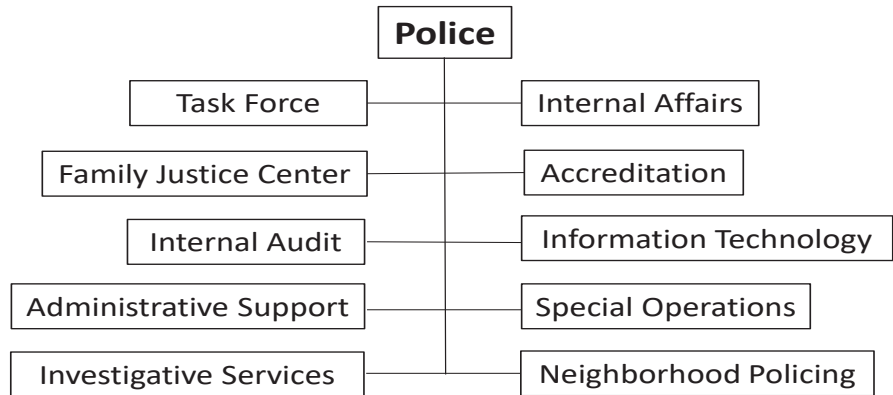 Police
Task Force
Internal Affairs
Family Justice Center
Accreditation
Internal Audit
Information Technology
Administrative Support
Special Operations
Investigative Services
Neighborhood Policing